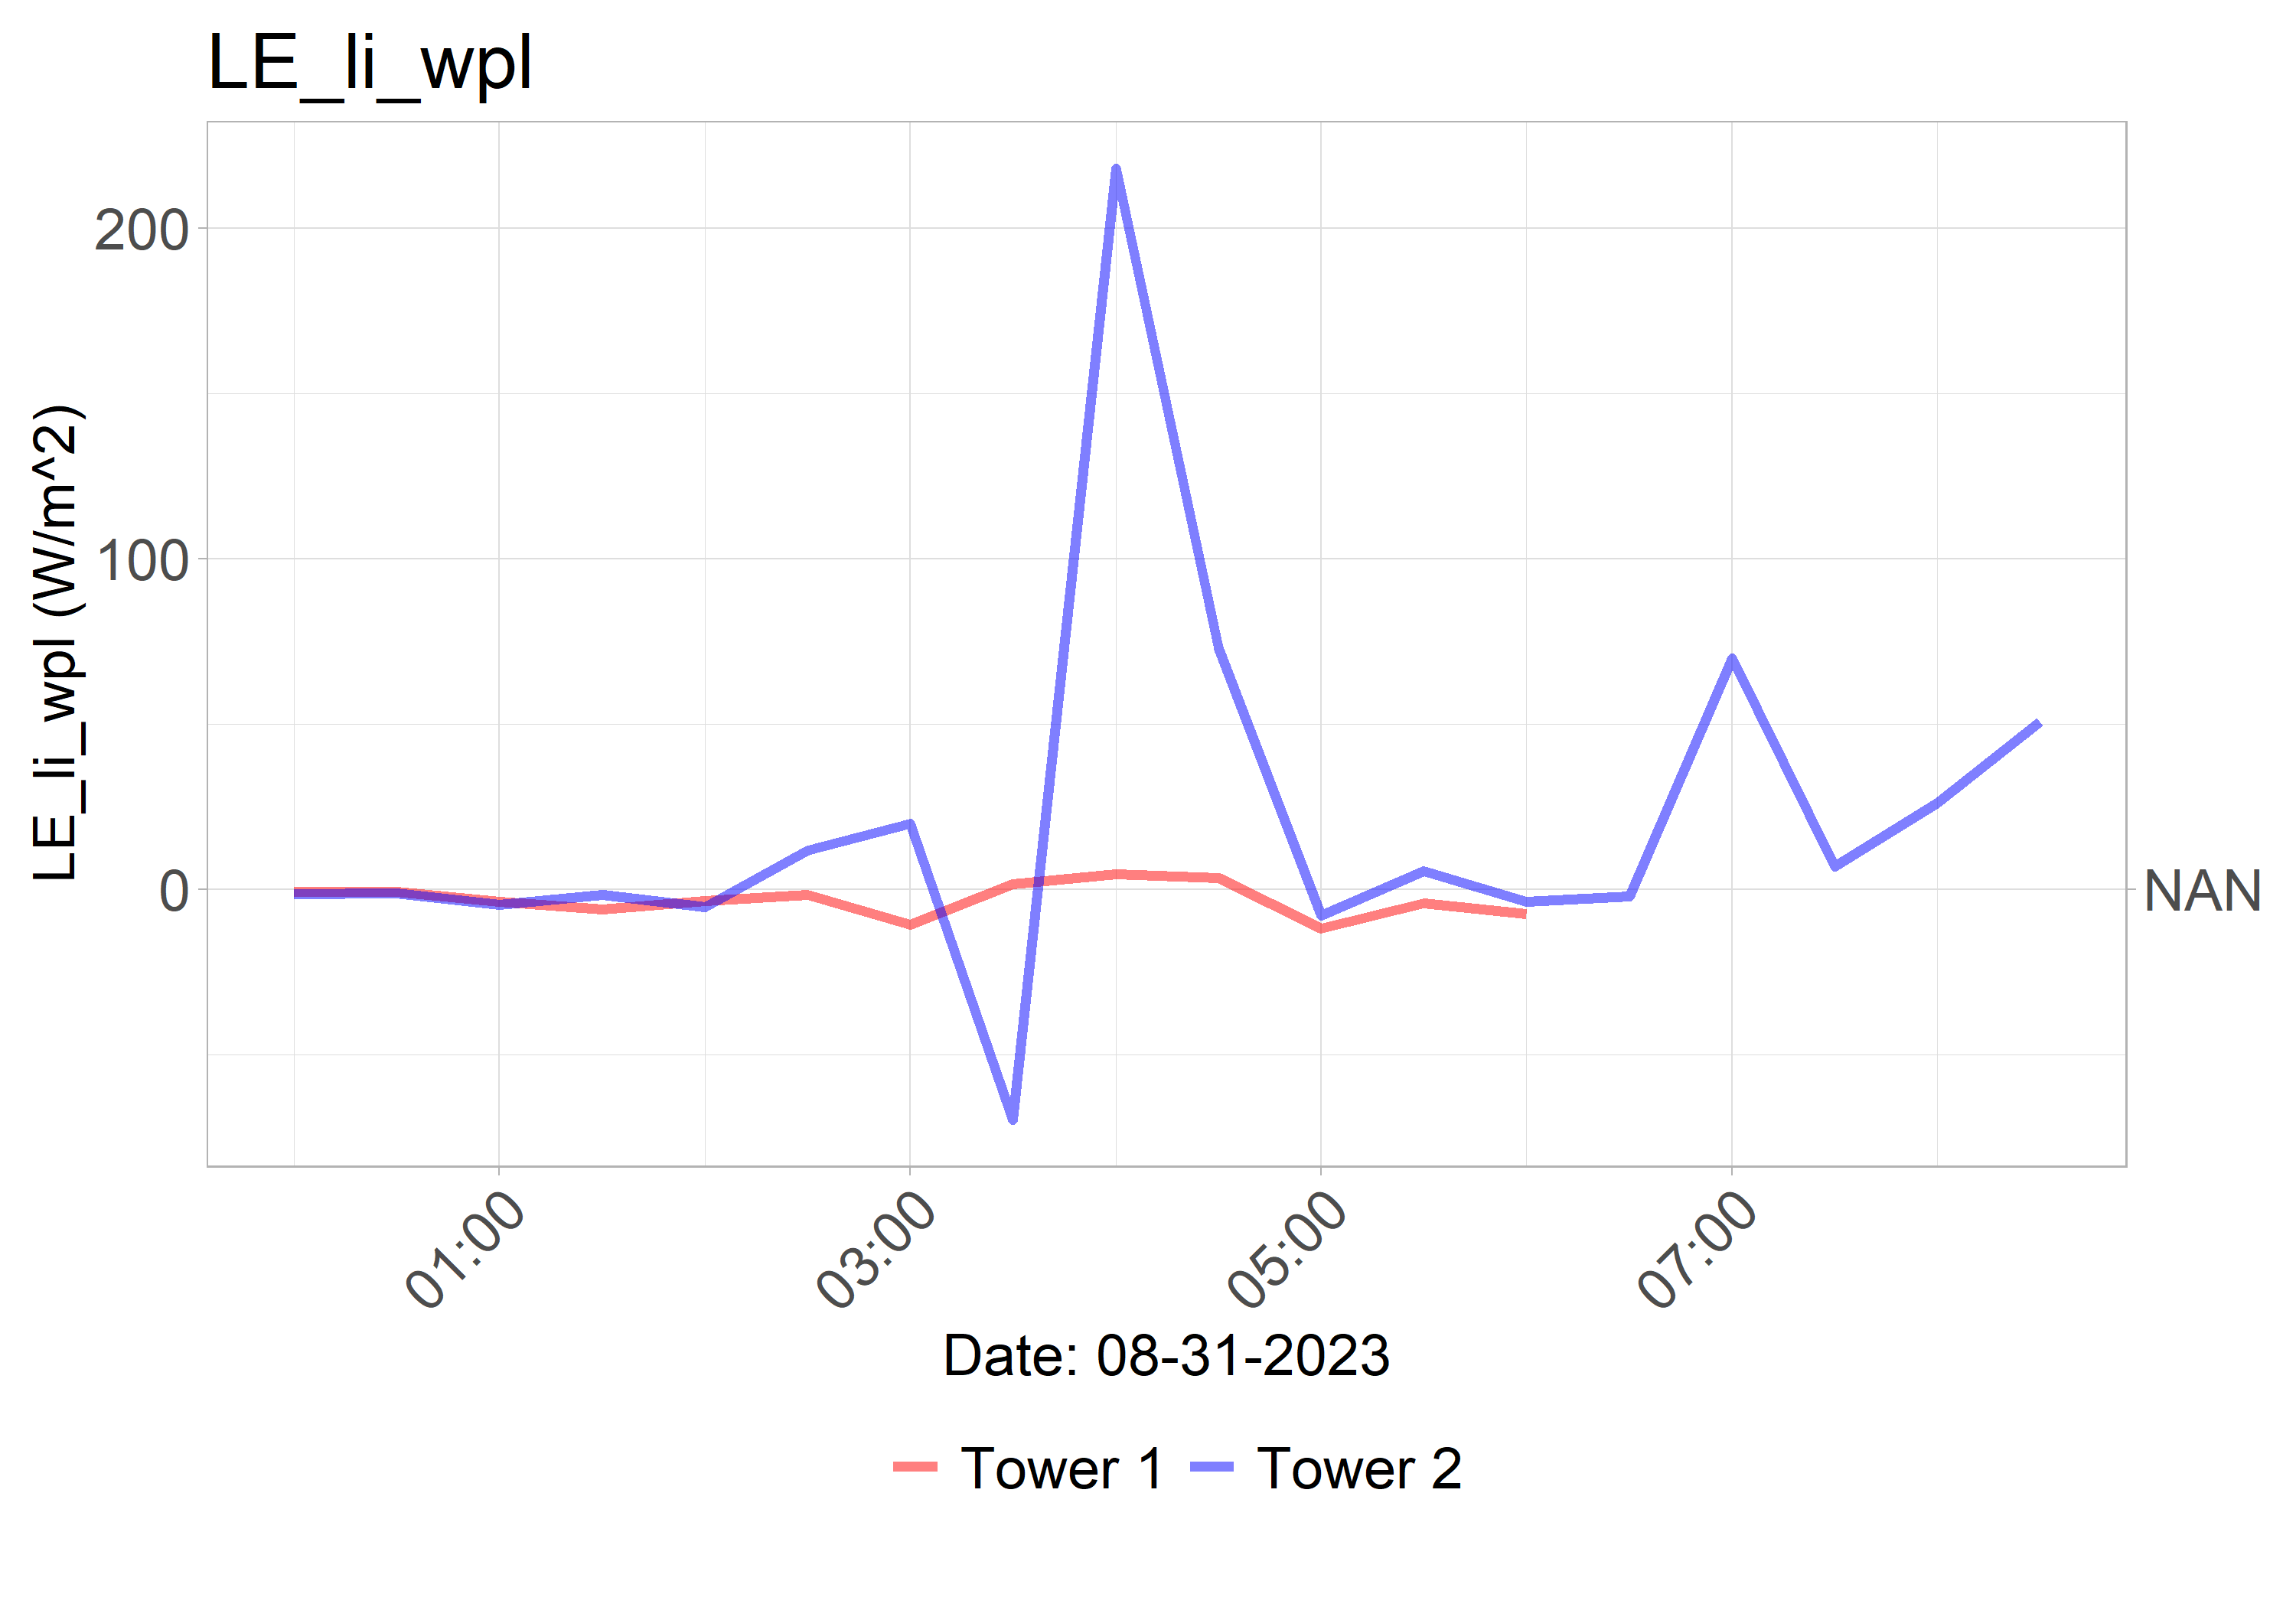 LE_li_wpl
LE_li_wpl (W/m^2)
200
100
0
NAN
01:00
03:00
05:00
07:00
Date: 08-31-2023
Tower 1
Tower 2